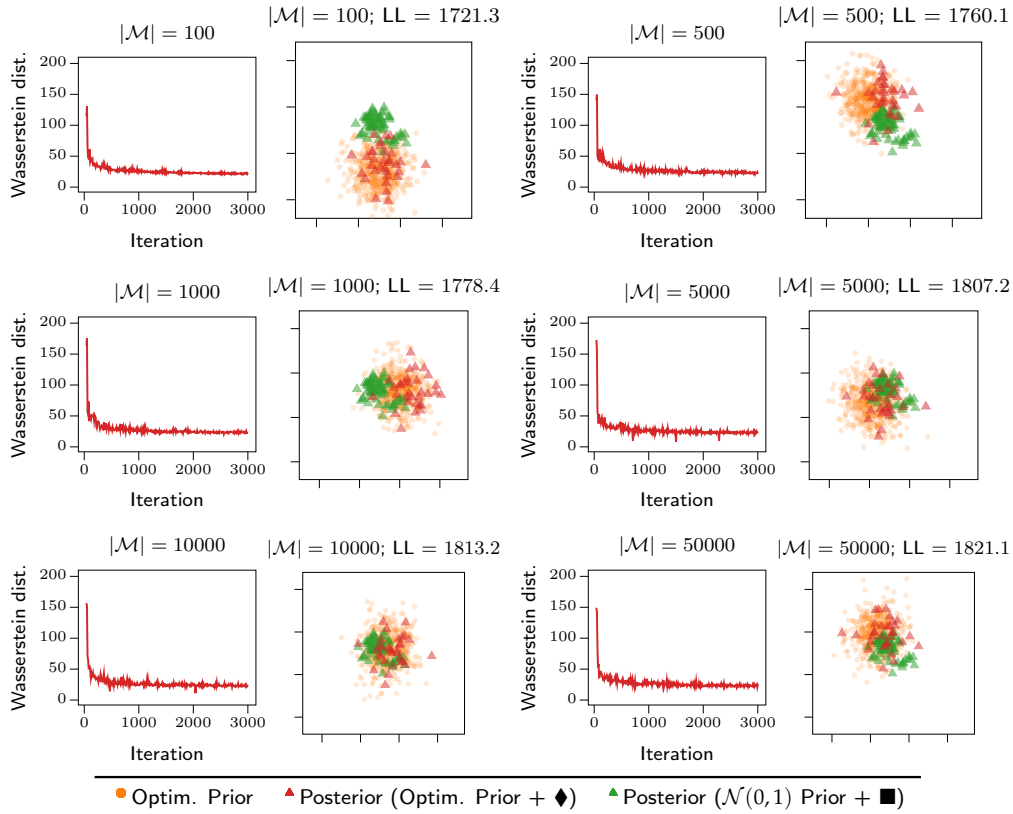 |M| = 100
|M| = 100; LL = 1721.3
|M| = 500
|M| = 500; LL = 1760.1
Wasserstein dist.
200
150
100
50
0
0 1000 2000 3000
Iteration
Wasserstein dist.
200
150
100
50
0
0 1000 2000 3000
Iteration
|M| = 1000
|M| = 1000; LL = 1778.4
|M| = 5000
|M| = 5000; LL = 1807.2
Wasserstein dist.
200
150
100
50
0
0 1000 2000 3000
Iteration
Wasserstein dist.
200
150
100
50
0
0 1000 2000 3000
Iteration
|M| = 10000
|M| = 10000; LL = 1813.2
|M| = 50000
|M| = 50000; LL = 1821.1
Wasserstein dist.
200
150
100
50
0
0 1000 2000 3000
Iteration
Wasserstein dist.
200
150
100
50
0
0 1000 2000 3000
Iteration
Optim. Prior
Posterior (Optim. Prior + ◆)
Posterior (N(0,1) Prior + ■)